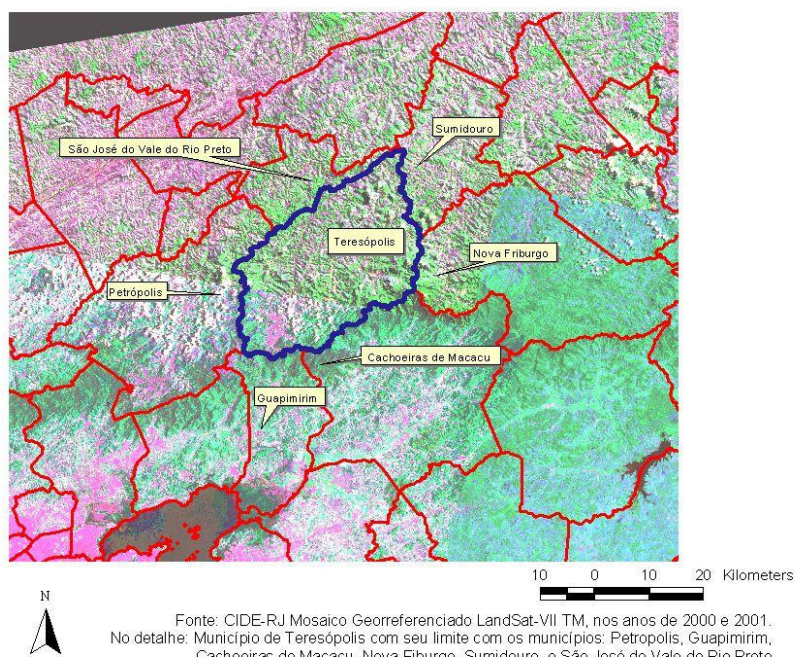 Sumidouro
São José do Vale do Rio Preto
Teresópolis
Nova Friburgo
Petrópolis
Cachoeiras de Macacu
Guapimirim
10 0 10 20 Kilometers
N
Fonte: CIDE-RJ Mosaico Georreferenciado LandSat-VII TM, nos anos de 2000 e 2001.
No detalhe: Município de Teresópolis com seu limite com os municípios: Petropolis, Guapimirim,
Cachoeiras de Macacu, Nova Friburgo, Sumidouro, e São José do Vale do Rio Preto